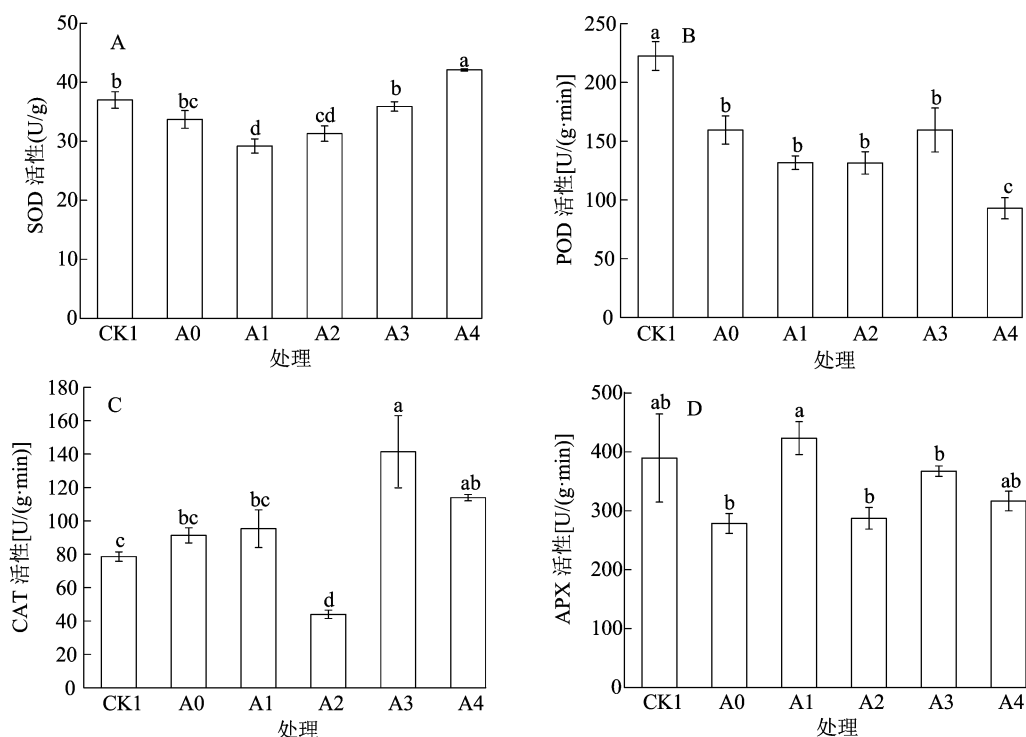 A
SOD 活性(U/g)
50
40
30
20
10
0
b
bc
d
cd
b
a
CK1 A0 A1 A2 A3 A4
处理
B
POD 活性[U/(g·min)]
250
200
150
100
50
0
a
b
b
b
b
c
CK1 A0 A1 A2 A3 A4
处理
C
CAT 活性[U/(g·min)]
180
160
140
120
100
80
60
40
20
0
c
bc
bc
d
a
ab
CK1 A0 A1 A2 A3 A4
处理
D
APX 活性[U/(g·min)]
500
400
300
200
100
0
ab
b
a
b
b
ab
CK1 A0 A1 A2 A3 A4
处理